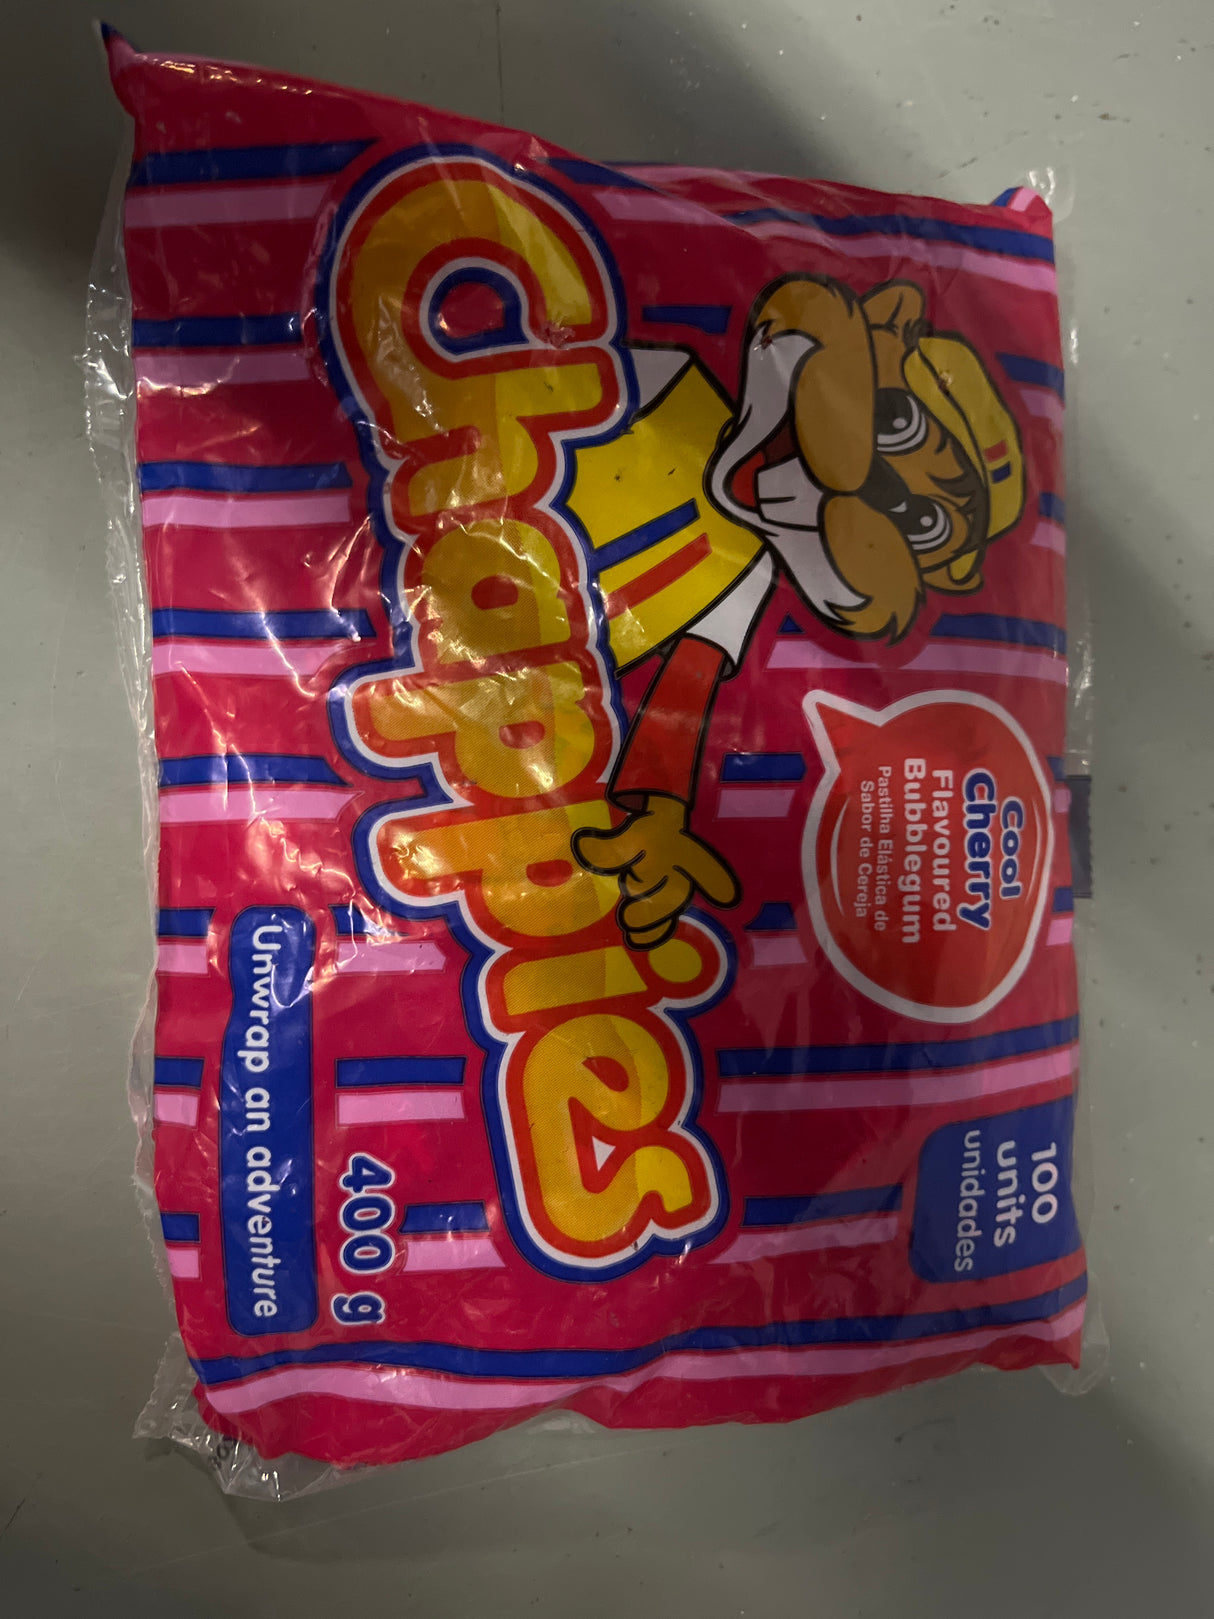 100
units
unidades
Cool
Cherry
Flavoured
Bubblegum
Pastilha Elástica de
Sabor de Cereja
Chappies
400 g
Unwrap an adventure